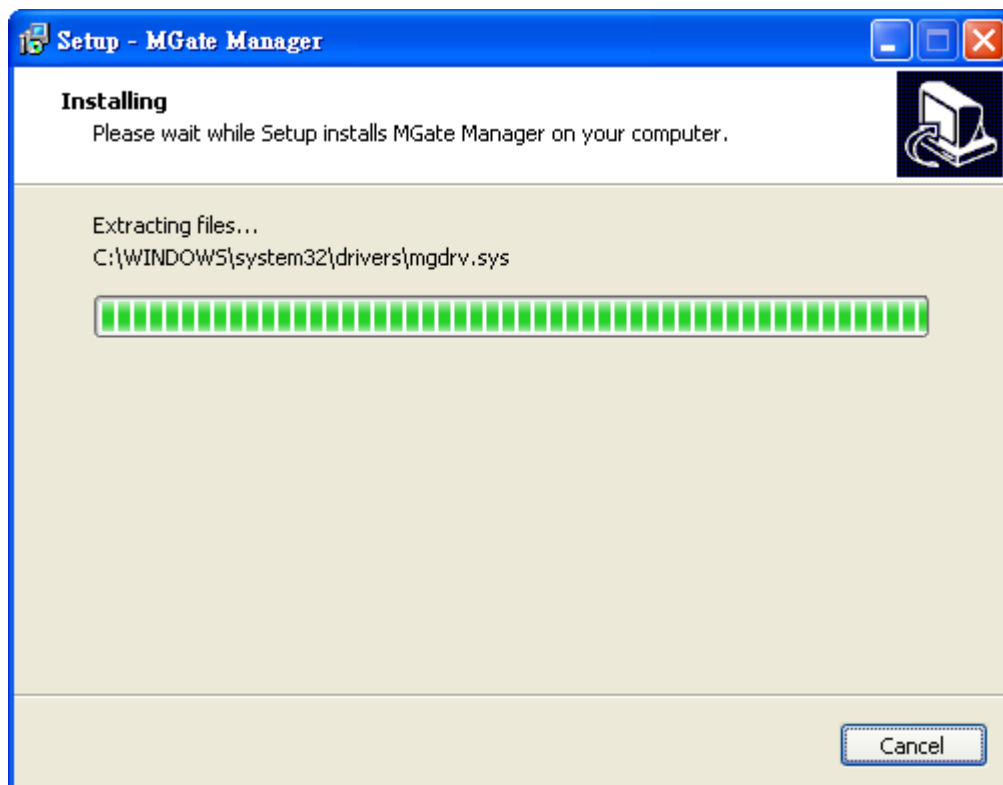 Setup - MGate Manager
Installing
Please wait while Setup installs MGate Manager on your computer.
Extracting files...
C:\WINDOWS\system32\drivers\mgdrv.sys
Cancel